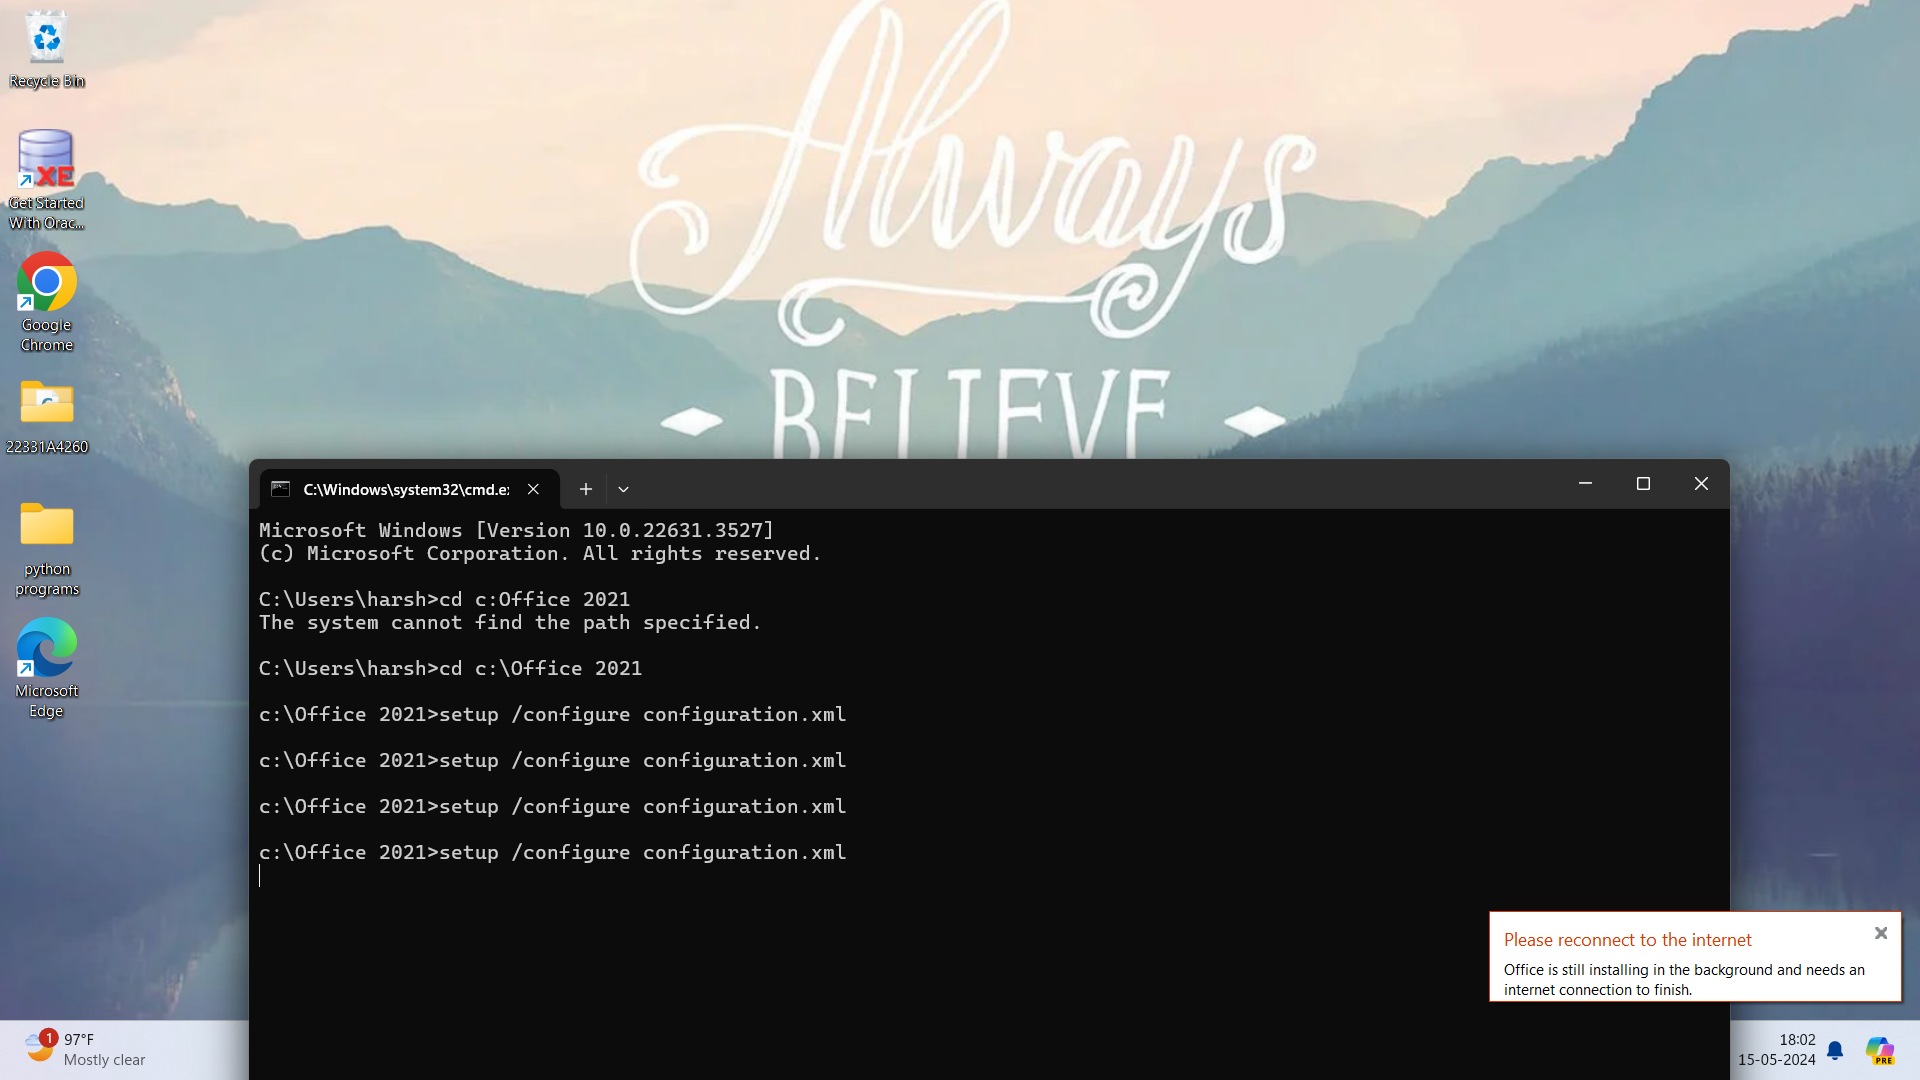 Always
BELIEVE
Recycle Bin
Get Started
With Orac...
Google
Chrome
22331A4260
python
programs
Microsoft
Edge
C:\Windows\system32\cmd.e
Microsoft Windows [Version 10.0.22631.3527]
(c) Microsoft Corporation. All rights reserved.
C:\Users\harsh>cd c:Office 2021
The system cannot find the path specified.
C:\Users\harsh>cd c:\Office 2021
c:\Office 2021>setup /configure configuration.xml
c:\Office 2021>setup /configure configuration.xml
c:\Office 2021>setup /configure configuration.xml
c:\Office 2021>setup /configure configuration.xml
Please reconnect to the internet
Office is still installing in the background and needs an
internet connection to finish.
1
97°F
Mostly clear
18:02
15-05-2024
PRE
XE